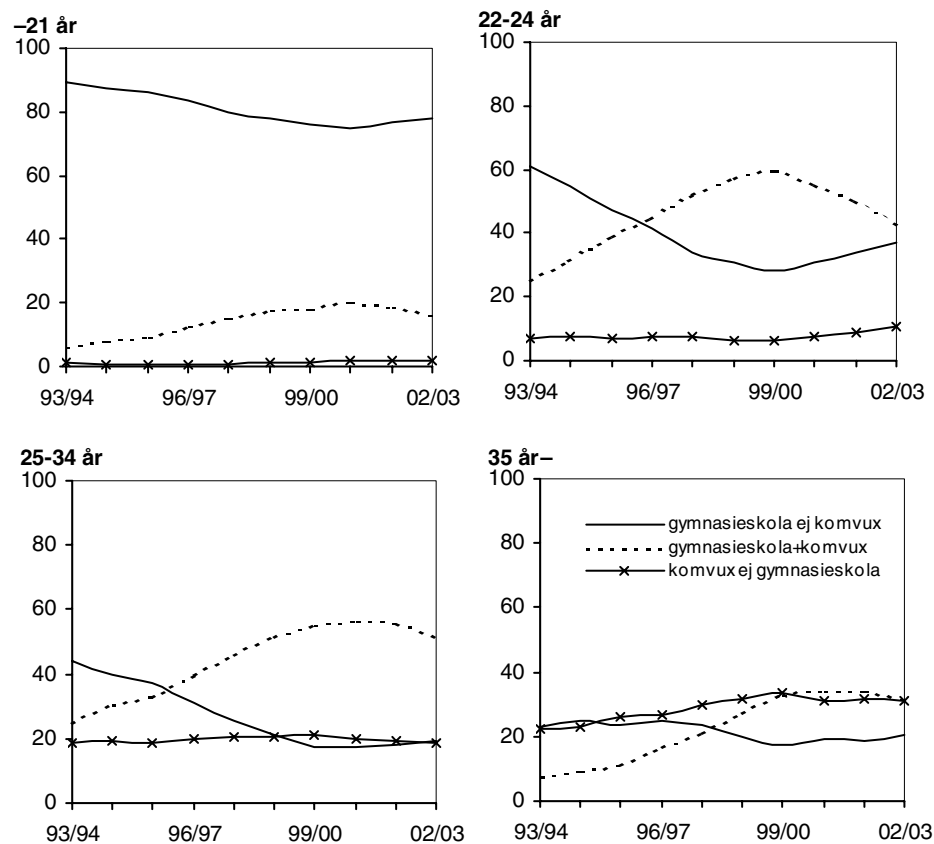 –21 år
100
80
60
40
20
0
93/94 96/97 99/00 02/03
22-24 år
100
80
60
40
20
0
93/94 96/97 99/00 02/03
25-34 år
100
80
60
40
20
0
93/94 96/97 99/00 02/03
35 år–
100
80
60
40
20
0
gymnasieskola ej komvux
gymnasieskola+komvux
komvux ej gymnasieskola
93/94 96/97 99/00 02/03